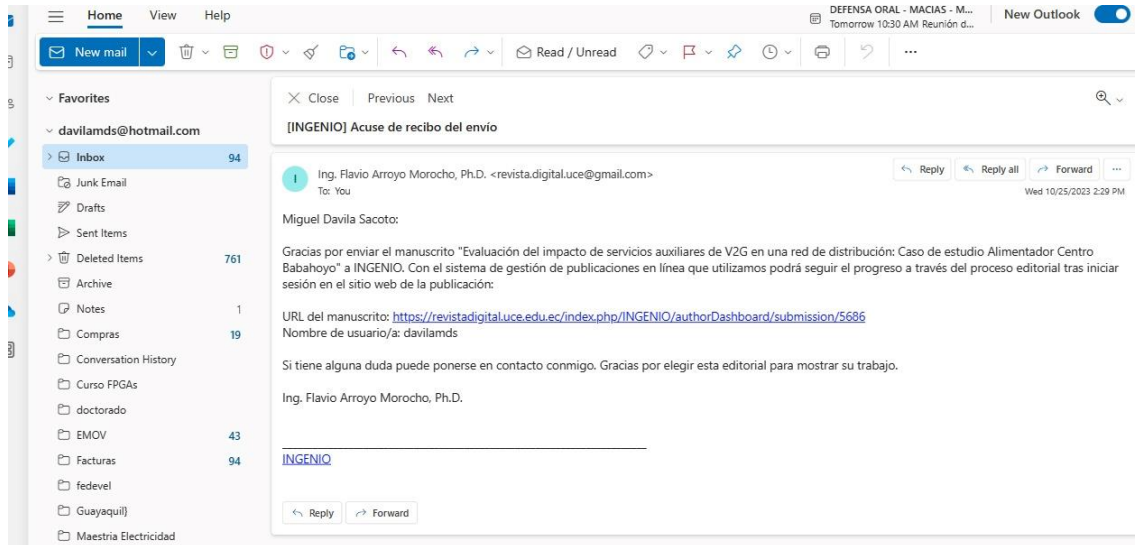 Home View Help
DEFENSA ORAL - MACIAS - M...
Tomorrow 10:30 AM Reunión d...
New Outlook
New mail
Read / Unread
...
Favorites
davilamds@hotmail.com
Inbox 94
Junk Email
Drafts
Sent Items
Deleted Items 761
Archive
Notes 1
Compras 19
Conversation History
Curso FPGAs
doctorado
EMOV 43
Facturas 94
fedevel
Guayaquil}
Maestria Electricidad
Close Previous Next
[INGENIO] Acuse de recibo del envío
I
Ing. Flavio Arroyo Morocho, Ph.D. <revista.digital.uce@gmail.com>
To: You
Reply Reply all Forward ...
Wed 10/25/2023 2:29 PM
Miguel Davila Sacoto:
Gracias por enviar el manuscrito "Evaluación del impacto de servicios auxiliares de V2G en una red de distribución: Caso de estudio Alimentador Centro
Babahoyo" a INGENIO. Con el sistema de gestión de publicaciones en línea que utilizamos podrá seguir el progreso a través del proceso editorial tras iniciar
sesión en el sitio web de la publicación:
URL del manuscrito: https://revistadigital.uce.edu.ec/index.php/INGENIO/authorDashboard/submission/5686
Nombre de usuario/a: davilamds
Si tiene alguna duda puede ponerse en contacto conmigo. Gracias por elegir esta editorial para mostrar su trabajo.
Ing. Flavio Arroyo Morocho, Ph.D.
INGENIO
Reply Forward